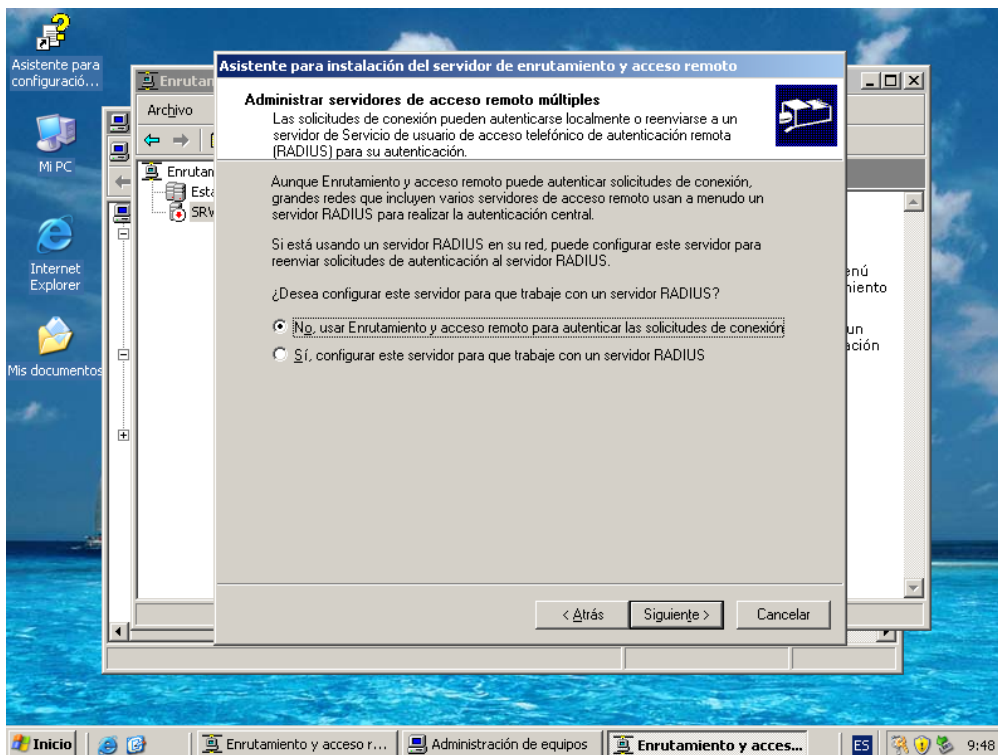 Asistente para
configuració...
Mi PC
Internet
Explorer
Mis documentos
Enrutan
Archivo
Enrutan
Esta
SRV
enú
niento
un
ación
Asistente para instalación del servidor de enrutamiento y acceso remoto
Administrar servidores de acceso remoto múltiples
Las solicitudes de conexión pueden autenticarse localmente o reenviarse a un
servidor de Servicio de usuario de acceso telefónico de autenticación remota
(RADIUS) para su autenticación.
Aunque Enrutamiento y acceso remoto puede autenticar solicitudes de conexión,
grandes redes que incluyen varios servidores de acceso remoto usan a menudo un
servidor RADIUS para realizar la autenticación central.
Si está usando un servidor RADIUS en su red, puede configurar este servidor para
reenviar solicitudes de autenticación al servidor RADIUS.
¿Desea configurar este servidor para que trabaje con un servidor RADIUS?
No, usar Enrutamiento y acceso remoto para autenticar las solicitudes de conexión
Sí, configurar este servidor para que trabaje con un servidor RADIUS
< Atrás
Siguiente >
Cancelar
Inicio
Enrutamiento y acceso r...
Administración de equipos
Enrutamiento y acces...
ES
9:48